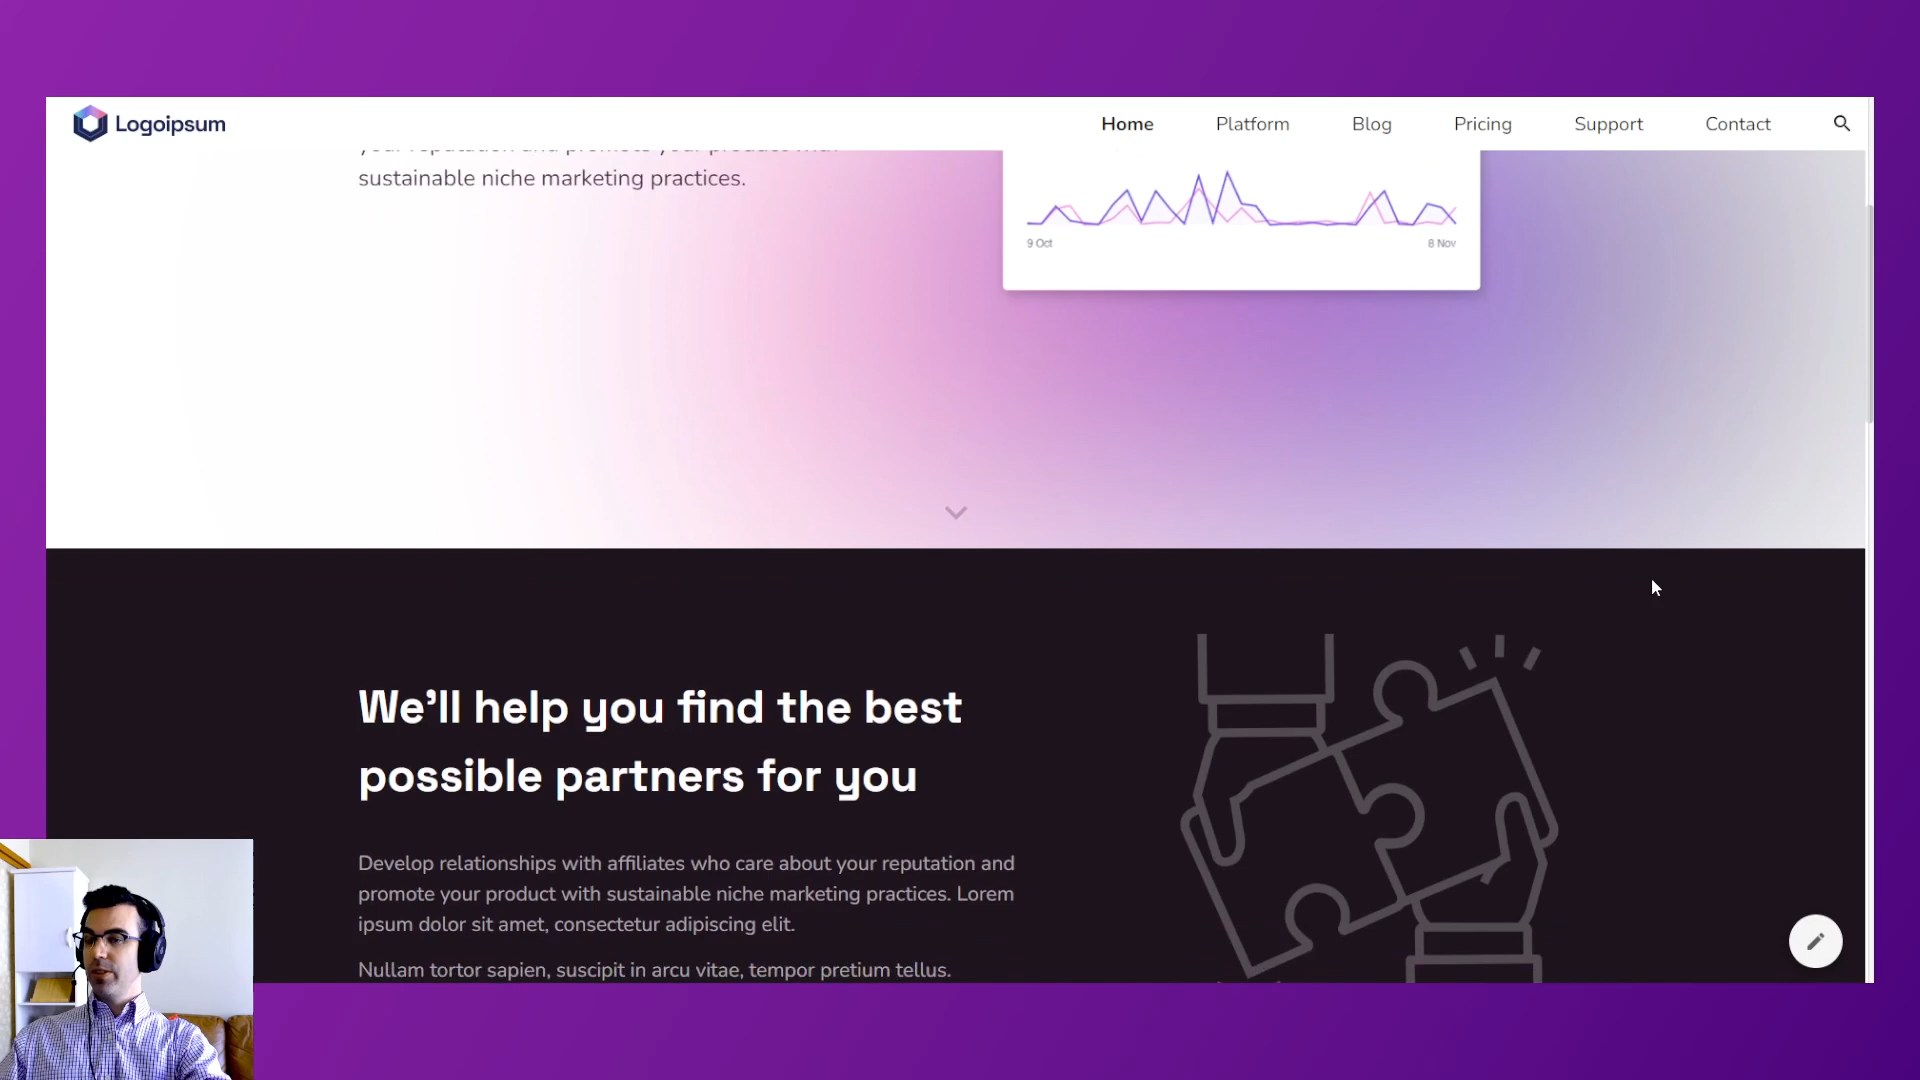 Logoipsum
Home Platform Blog Pricing Support Contact
sustainable niche marketing practices.
9 Oct 8 Nov
We'll help you find the best
possible partners for you
Develop relationships with affiliates who care about your reputation and
promote your product with sustainable niche marketing practices. Lorem
ipsum dolor sit amet, consectetur adipiscing elit.
Nullam tortor sapien, suscipit in arcu vitae, tempor pretium tellus.